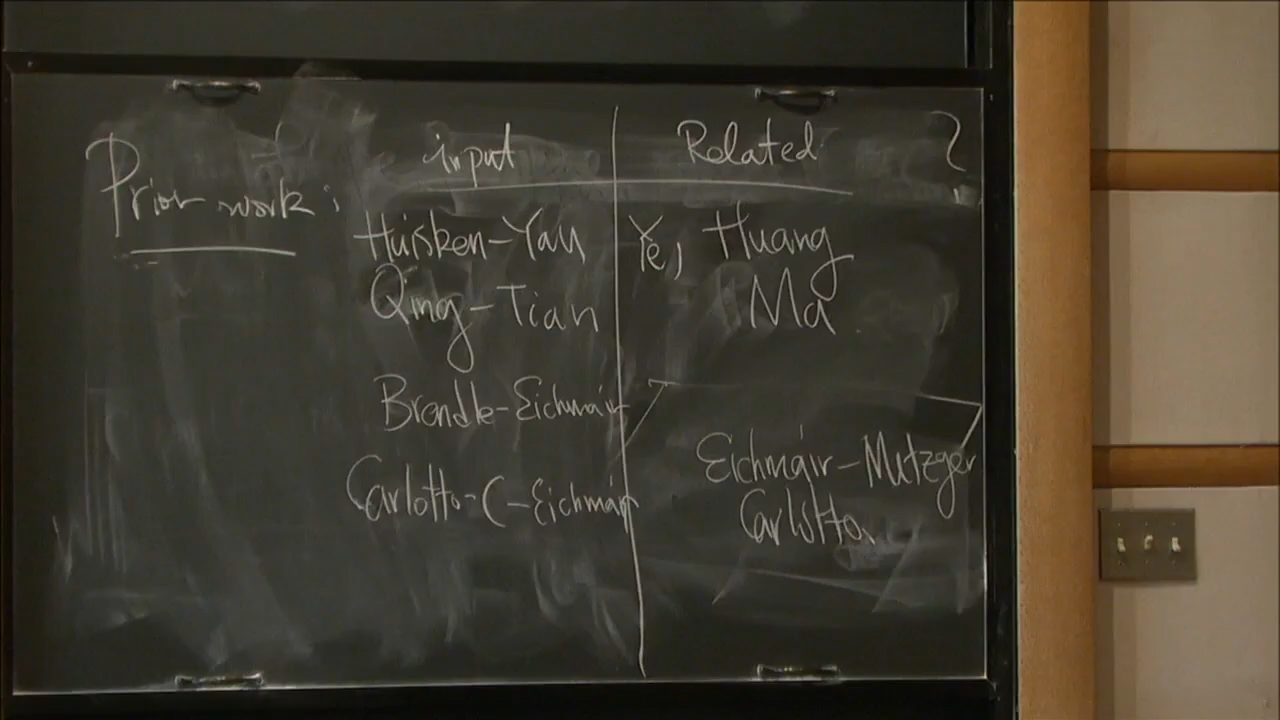 Prior work:
input
Related
?
Huisken-Yau
Ye, Huang
Qing-Tian
Ma
Brendle-Eichmair
Eichmair-Metzger
Carlotto-C-Eichmair
Carlotto